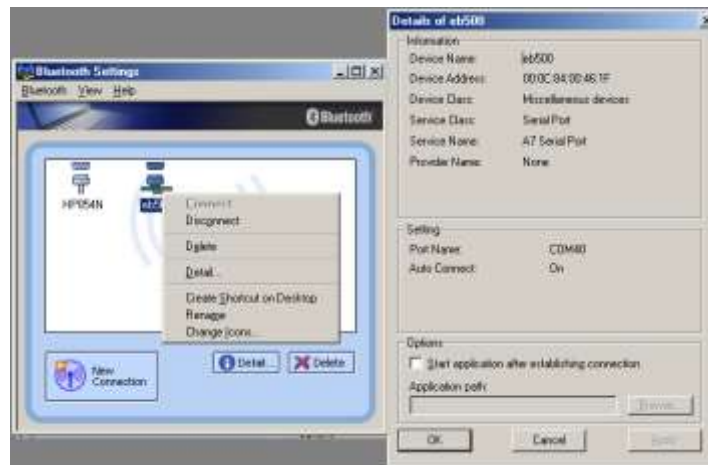 Bluetooth Settings
Bluetooth View Help
Bluetooth
HP954N
Connect
Disconnect
Delete
Detail...
Create Shortcut on Desktop
Rename
Change Icons...
New
Connection
Detail...
Delete
Details of eb500
Information
Device Name: eb500
Device Address: 00:0C:84:00:46:1F
Device Class: Miscellaneous devices
Service Class: Serial Port
Service Name: A7 Serial Port
Provider Name: None
Setting
Port Name: COM40
Auto Connect: On
Options
Start application after establishing connection
Application path:
Browse...
OK
Cancel
Apply